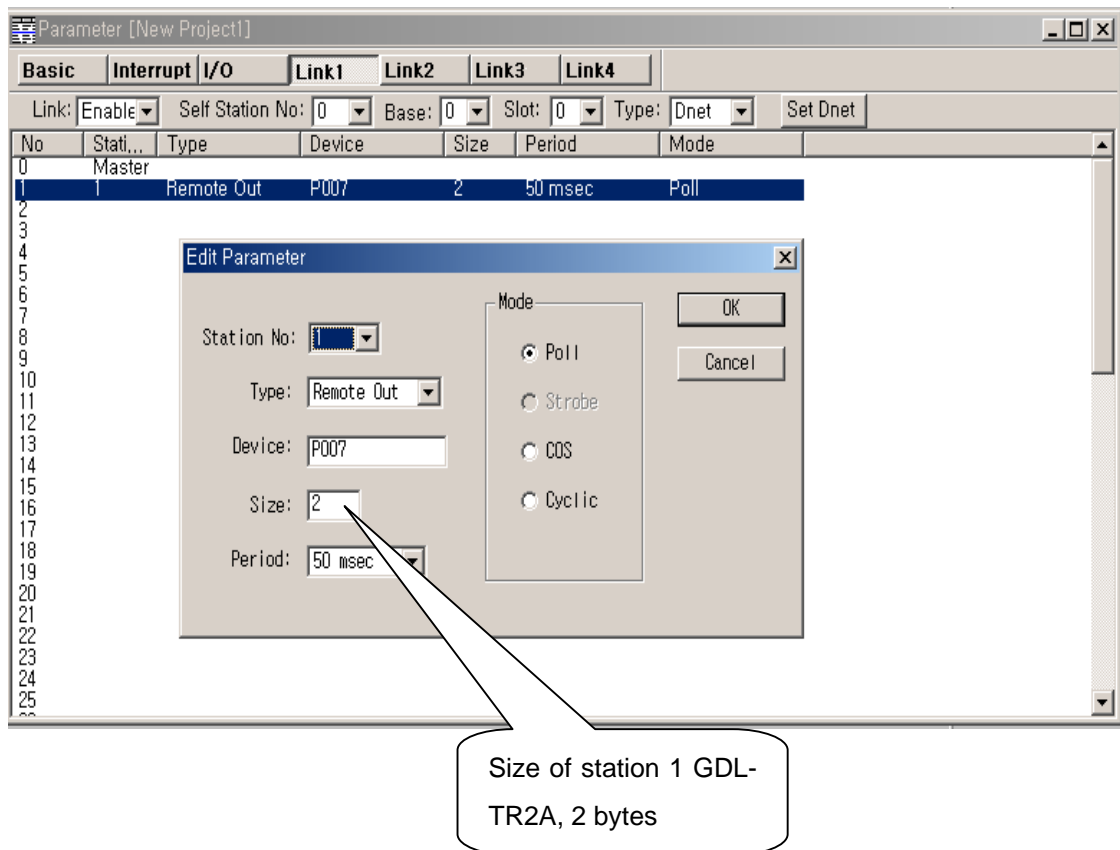 Parameter [New Project1]
Basic Interrupt I/O Link1 Link2 Link3 Link4
Link: Enable Self Station No: 0 Base: 0 Slot: 0 Type: Dnet Set Dnet
No Stati... Type Device Size Period Mode
0 Master
1 1 Remote Out P007 2 50 msec Poll
2
3
4
5
6
7
8
9
10
11
12
13
14
15
16
17
18
19
20
21
22
23
24
25
Edit Parameter
Station No: 1
Type: Remote Out
Device: P007
Size: 2
Period: 50 msec
Mode
Poll
Strobe
COS
Cyclic
OK
Cancel
Size of station 1 GDL-
TR2A, 2 bytes